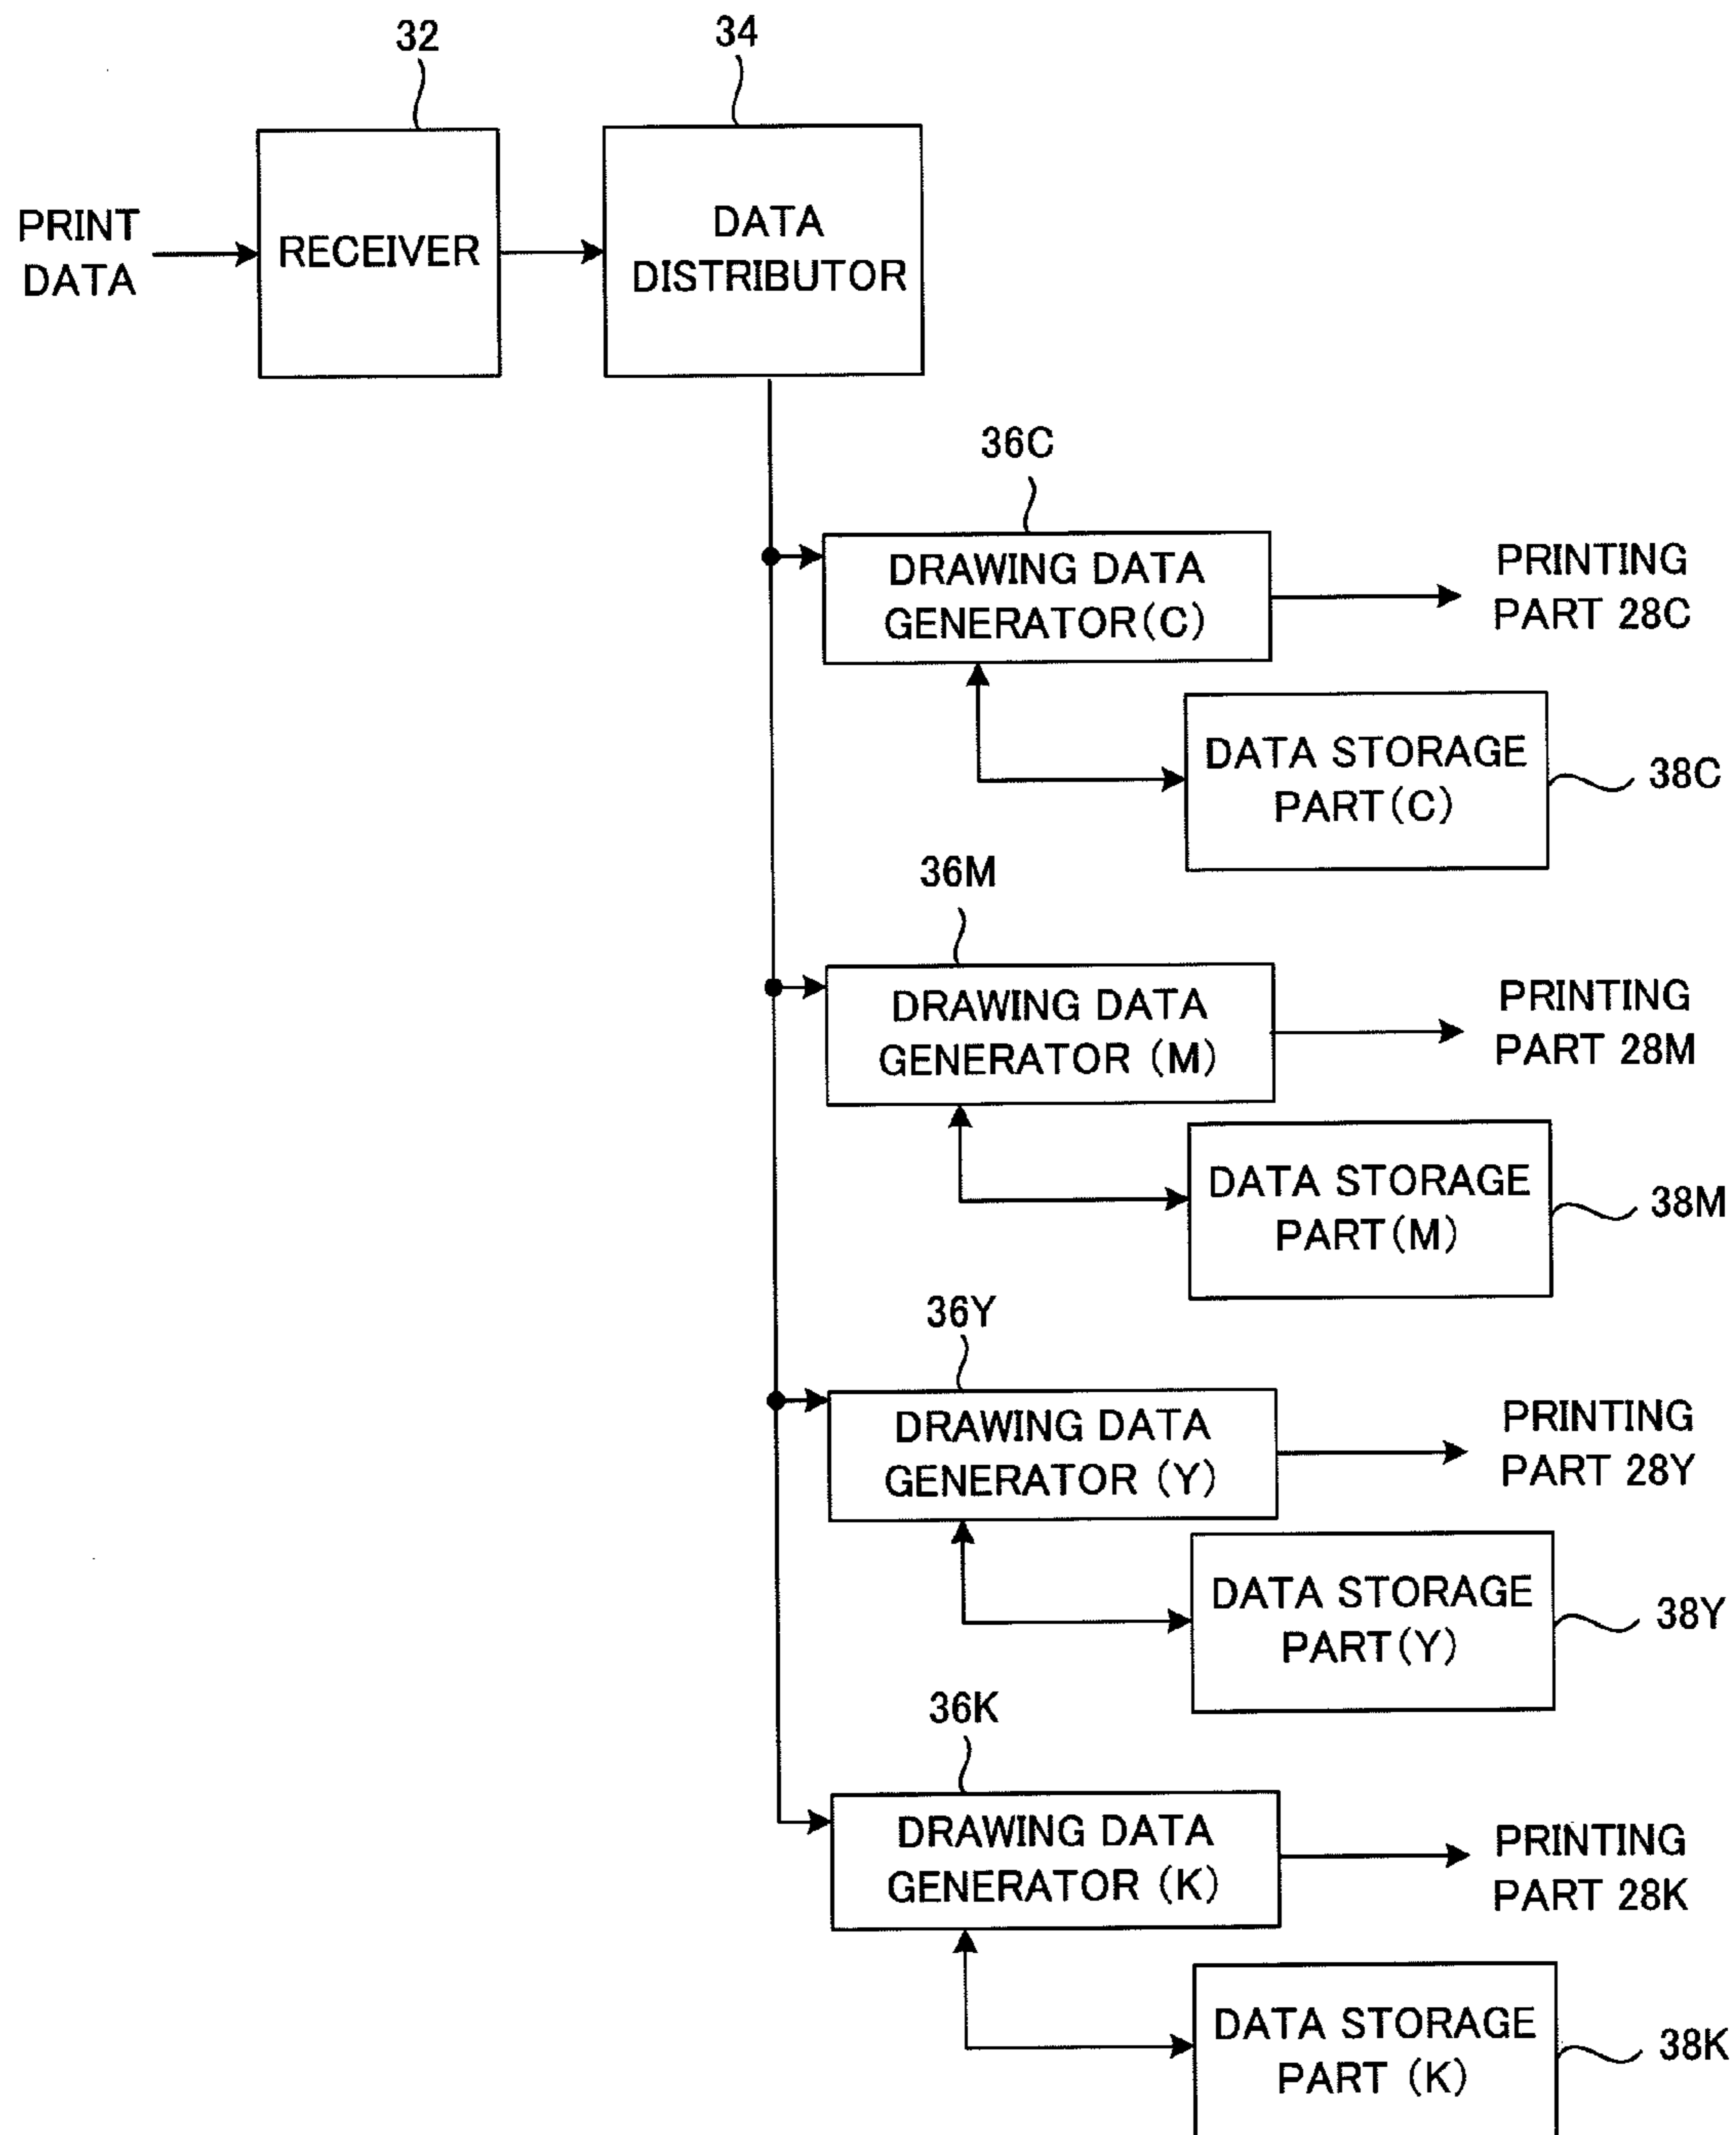 32
34
PRINT
DATA
RECEIVER
DATA
DISTRIBUTOR
36C
DRAWING DATA
GENERATOR(C)
PRINTING
PART 28C
DATA STORAGE
PART(C)
38C
36M
DRAWING DATA
GENERATOR (M)
PRINTING
PART 28M
DATA STORAGE
PART(M)
38M
36Y
DRAWING DATA
GENERATOR (Y)
PRINTING
PART 28Y
DATA STORAGE
PART(Y)
38Y
36K
DRAWING DATA
GENERATOR (K)
PRINTING
PART 28K
DATA STORAGE
PART (K)
38K